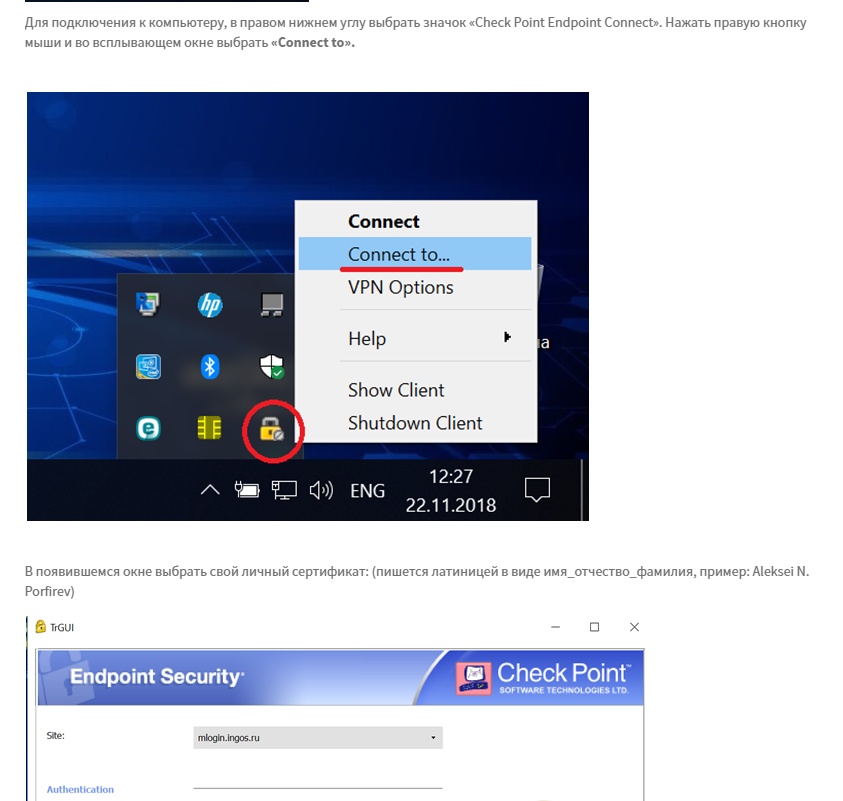 Для подключения к компьютеру, в правом нижнем углу выбрать значок «Check Point Endpoint Connect». Нажать правую кнопку
мыши и во всплывающем окне выбрать «Connect to».
Connect
Connect to...
VPN Options
Help
Show Client
Shutdown Client
hp
ENG
12:27
22.11.2018
В появившемся окне выбрать свой личный сертификат: (пишется латиницей в виде имя_отчество_фамилия, пример: Aleksei N.
Porfirev)
TrGUI
Endpoint Security
Check Point™
SOFTWARE TECHNOLOGIES LTD.
Site:
mlogin.ingos.ru
Authentication